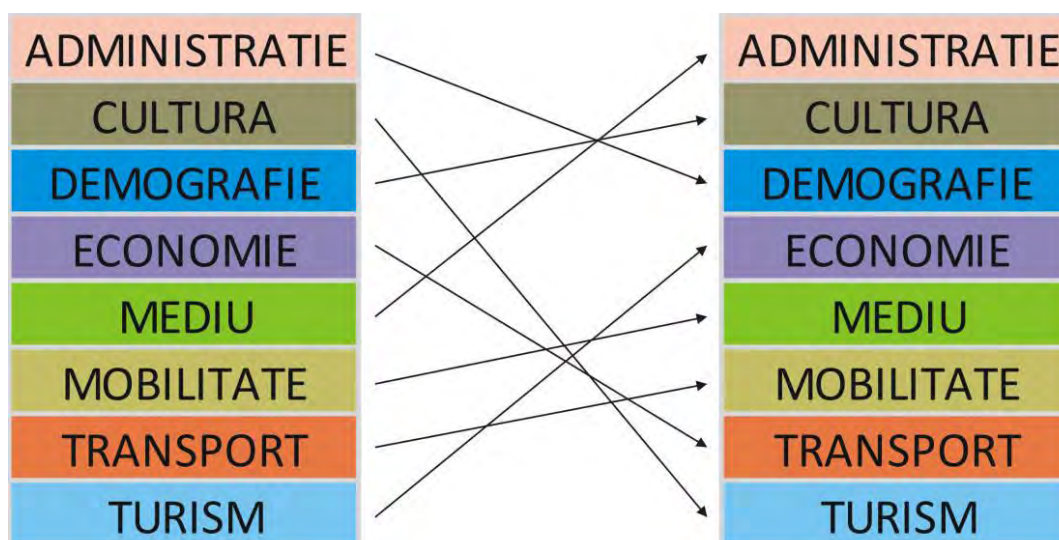 ADMINISTRATIE
CULTURA
DEMOGRAFIE
ECONOMIE
MEDIU
MOBILITATE
TRANSPORT
TURISM
ADMINISTRATIE
CULTURA
DEMOGRAFIE
ECONOMIE
MEDIU
MOBILITATE
TRANSPORT
TURISM